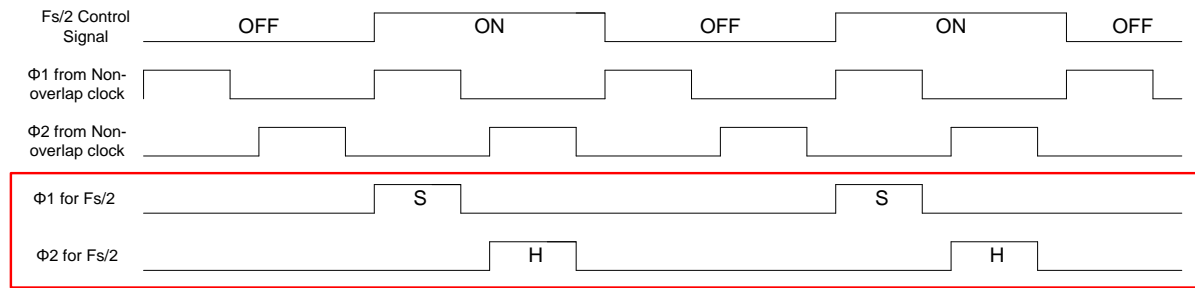 Fs/2 Control
Signal
OFF
ON
OFF
ON
OFF
Φ1 from Non-
overlap clock
Φ2 from Non-
overlap clock
Φ1 for Fs/2
S
S
Φ2 for Fs/2
H
H